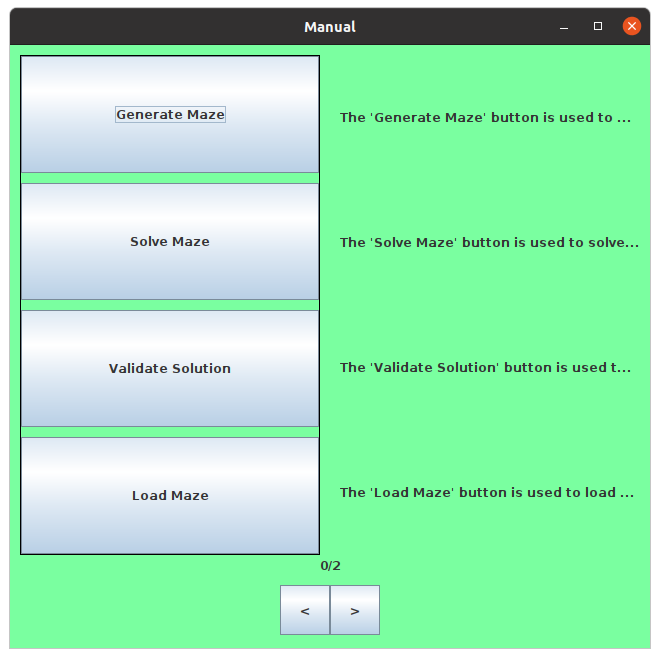 Manual
Generate Maze
The 'Generate Maze' button is used to ...
Solve Maze
The 'Solve Maze' button is used to solve...
Validate Solution
The 'Validate Solution' button is used t...
Load Maze
The 'Load Maze' button is used to load ...
0/2
< >